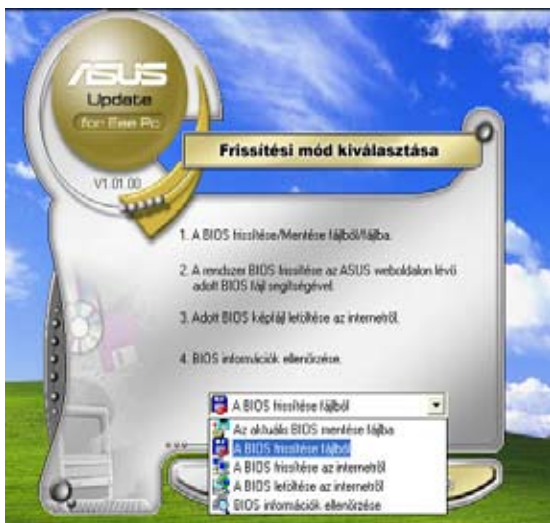 ASUS
Update
for Eee Pc
V1.01.00
Frissítési mód kiválasztása
1. A BIOS frissítése/Mentése fájlból/fájlba.
2. A rendszer BIOS frissítése az ASUS weboldalon lévő
adott BIOS fájl segítségével.
3. Adott BIOS képfájl letöltése az internetről.
4. BIOS információk ellenőrzése.
A BIOS frissítése fájlból
Az aktuális BIOS mentése fájlba
A BIOS frissítése fájlból
A BIOS frissítése az internetről
A BIOS letöltése az internetről
BIOS információk ellenőrzése